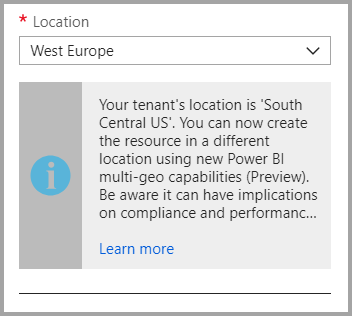 * Location
West Europe
Your tenant's location is 'South
Central US'. You can now create
the resource in a different
location using new Power BI
multi-geo capabilities (Preview).
Be aware it can have implications
on compliance and performanc...
Learn more